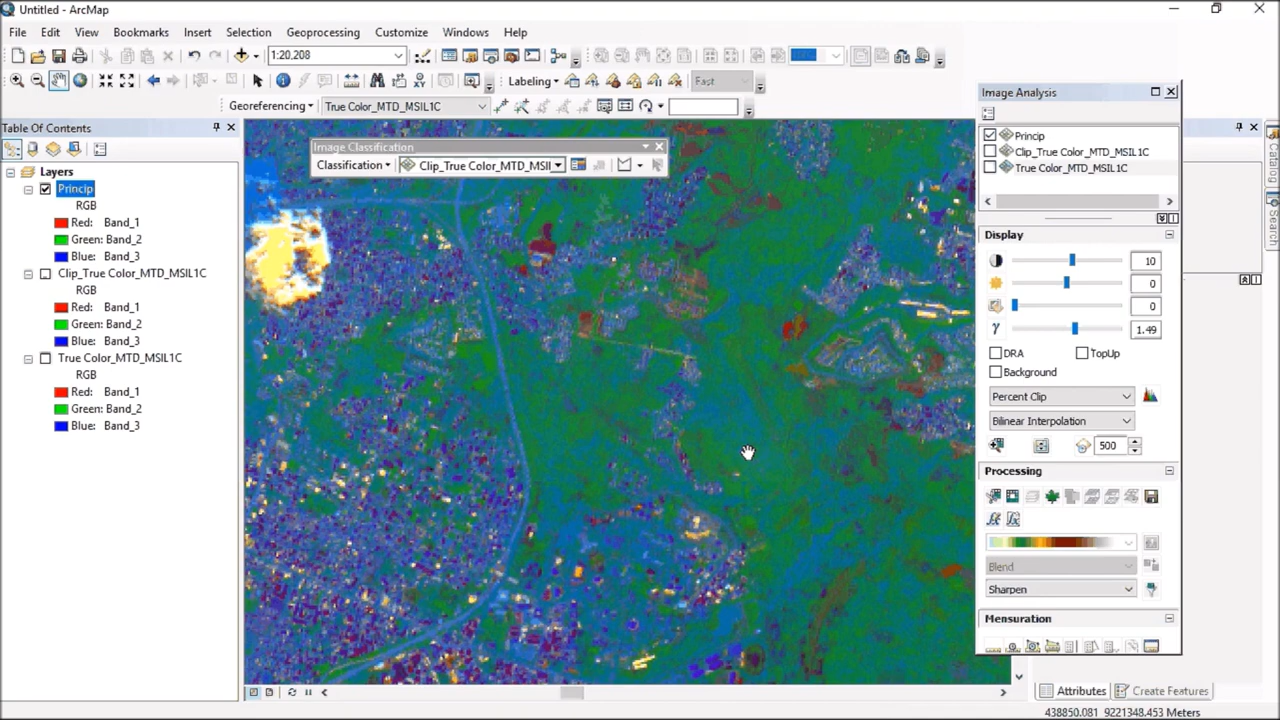 Untitled - ArcMap
File Edit View Bookmarks Insert Selection Geoprocessing Customize Windows Help
1:20,208
Labeling Fast
Georeferencing True Color_MTD_MSIL1C
Table Of Contents
Layers
Princip
RGB
Red: Band_1
Green: Band_2
Blue: Band_3
Clip_True Color_MTD_MSIL1C
RGB
Red: Band_1
Green: Band_2
Blue: Band_3
True Color_MTD_MSIL1C
RGB
Red: Band_1
Green: Band_2
Blue: Band_3
Image Classification
Classification Clip_True Color_MTD_MSII
Image Analysis
Princip
Clip_True Color_MTD_MSIL1C
True Color_MTD_MSIL1C
Display
10
0
0
γ 1.49
DRA TopUp
Background
Percent Clip
Bilinear Interpolation
500
Processing
Blend
Sharpen
Mensuration
Catalog
Search
Attributes Create Features
438850.081 9221348.453 Meters